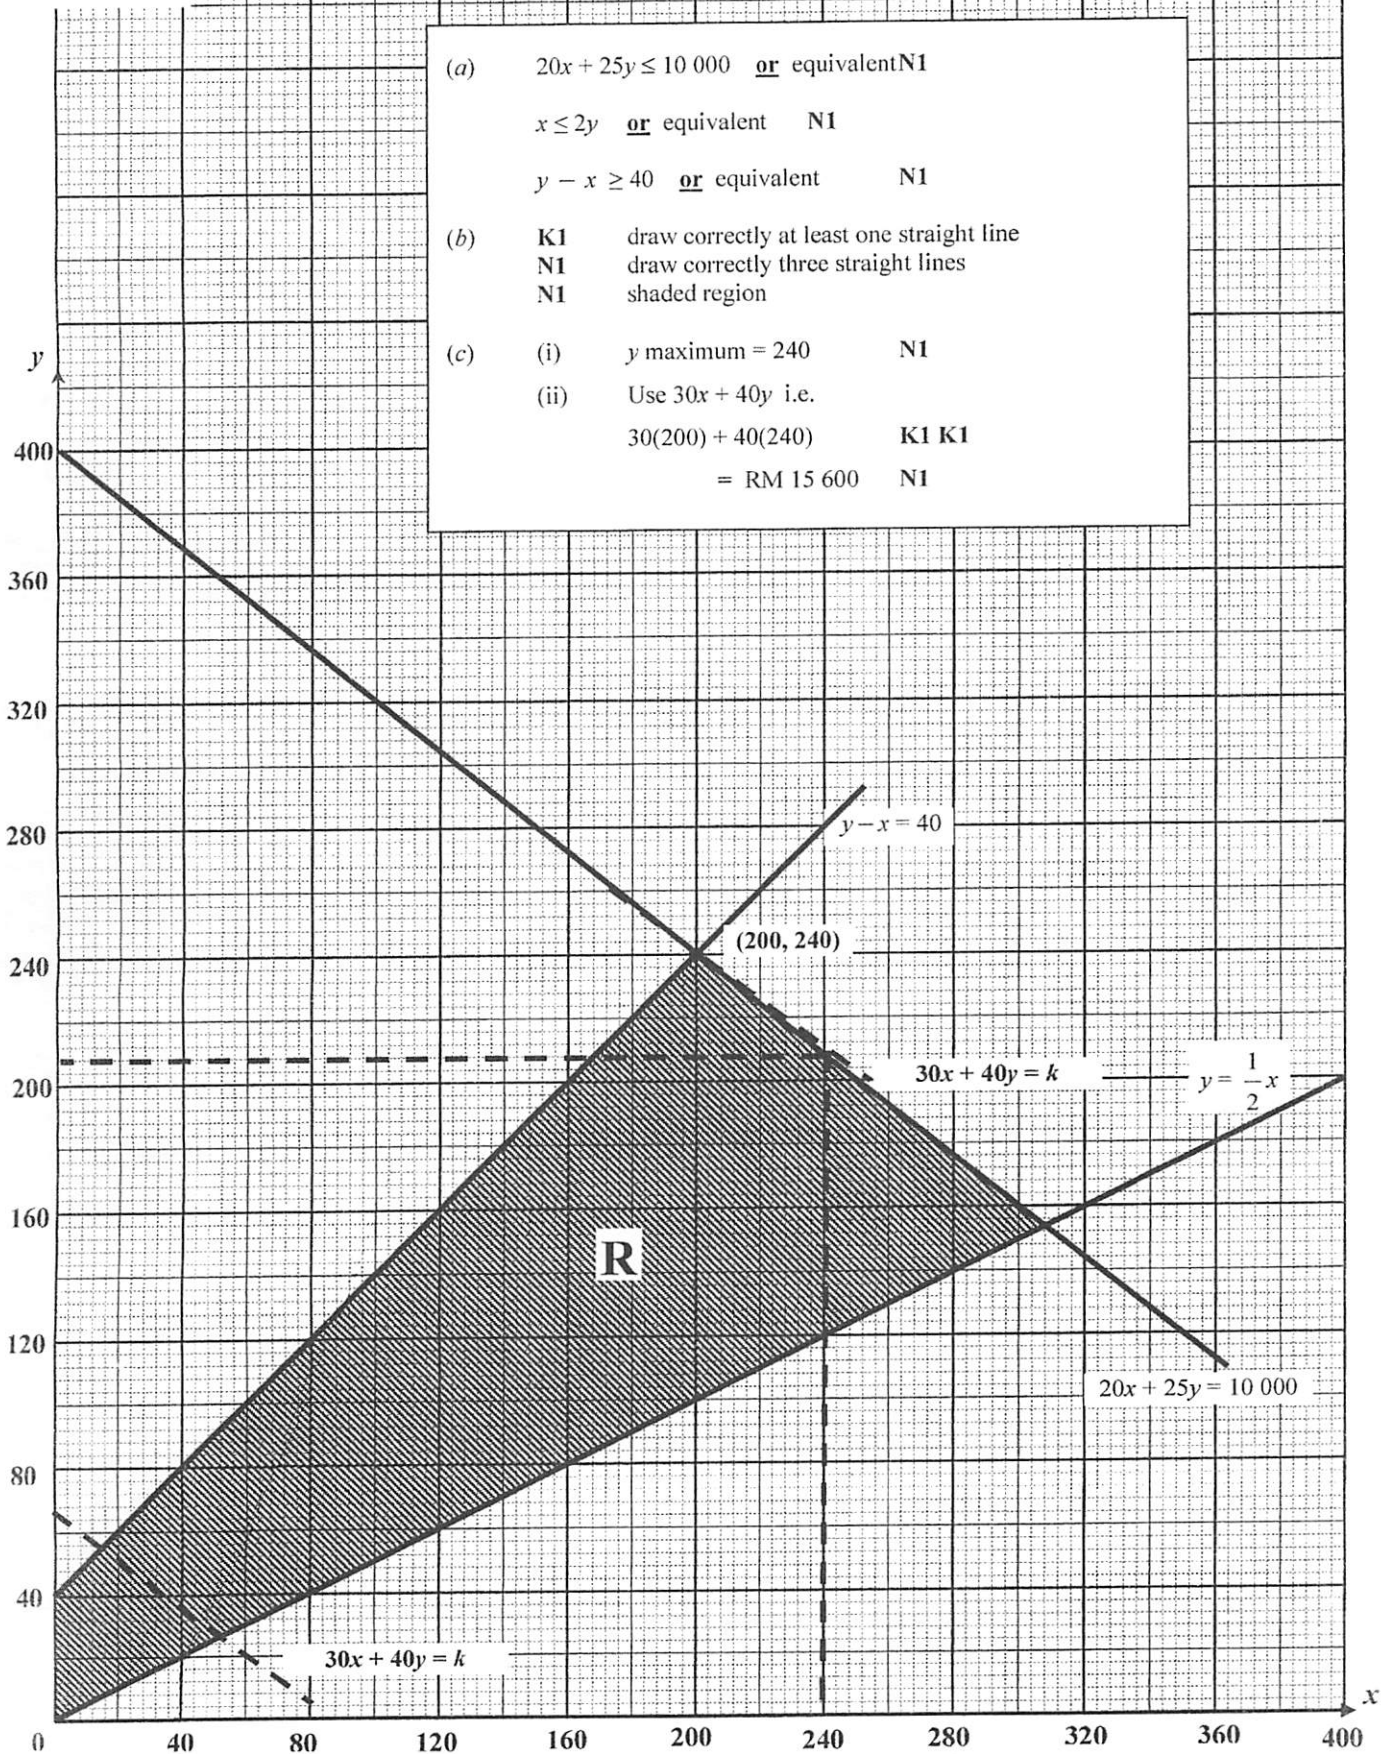 (a) 20x + 25y ≤ 10 000 or equivalent N1
x ≤ 2y or equivalent N1
y − x ≥ 40 or equivalent N1
(b) K1 draw correctly at least one straight line
N1 draw correctly three straight lines
N1 shaded region
(c) (i) y maximum = 240 N1
(ii) Use 30x + 40y i.e.
30(200) + 40(240) K1 K1
= RM 15 600 N1
y
400
360
320
280
y − x = 40
240
(200, 240)
200
30x + 40y = k
y = 1/2 x
160
R
120
20x + 25y = 10 000
80
40
30x + 40y = k
x
0 40 80 120 160 200 240 280 320 360 400